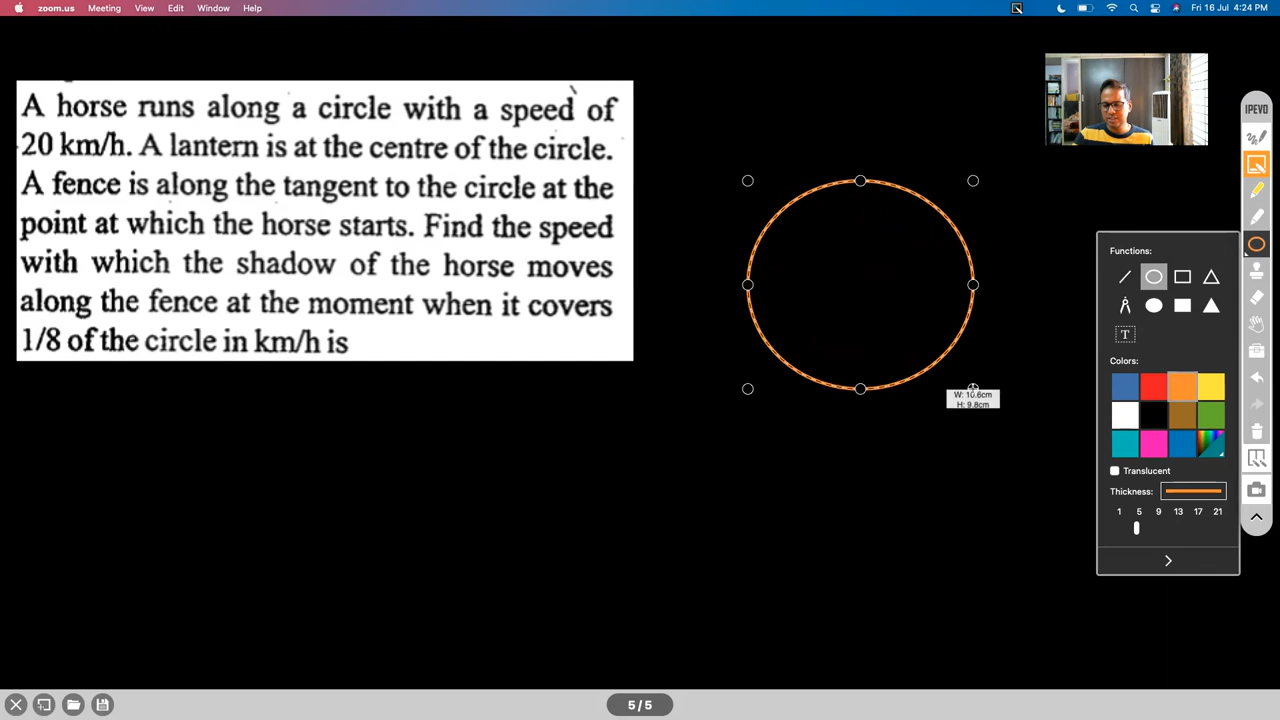 zoom.us Meeting View Edit Window Help
Fri 16 Jul 4:24 PM
A horse runs along a circle with a speed of
20 km/h. A lantern is at the centre of the circle.
A fence is along the tangent to the circle at the
point at which the horse starts. Find the speed
with which the shadow of the horse moves
along the fence at the moment when it covers
1/8 of the circle in km/h is
IPEVO
Functions:
T
Colors:
Translucent
Thickness:
1 5 9 13 17 21
W: 10.6cm
H: 9.8cm
5 / 5